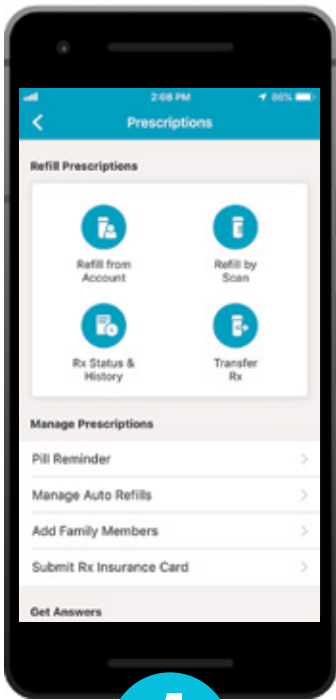 2:08 PM
86%
Prescriptions
Refill Prescriptions
Refill from
Account
Refill by
Scan
Rx Status &
History
Transfer
Rx
Manage Prescriptions
Pill Reminder
Manage Auto Refills
Add Family Members
Submit Rx Insurance Card
Get Answers